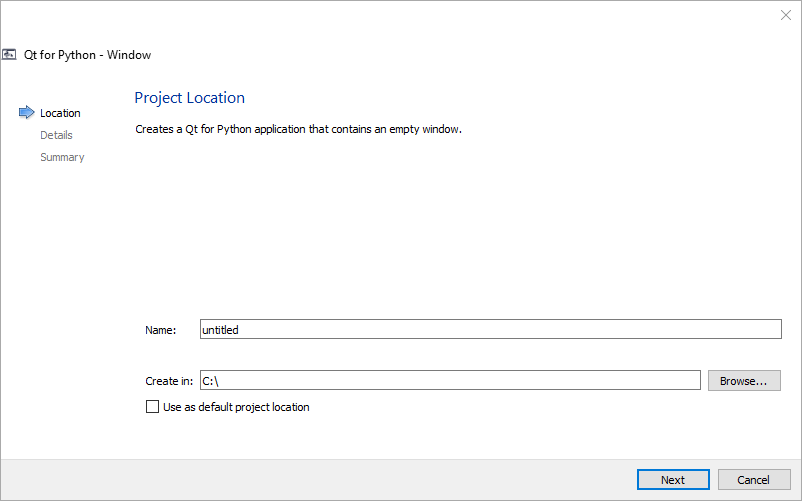 Qt for Python - Window
Location
Details
Summary
Project Location
Creates a Qt for Python application that contains an empty window.
Name: untitled
Create in: C:\ Browse...
Use as default project location
Next Cancel